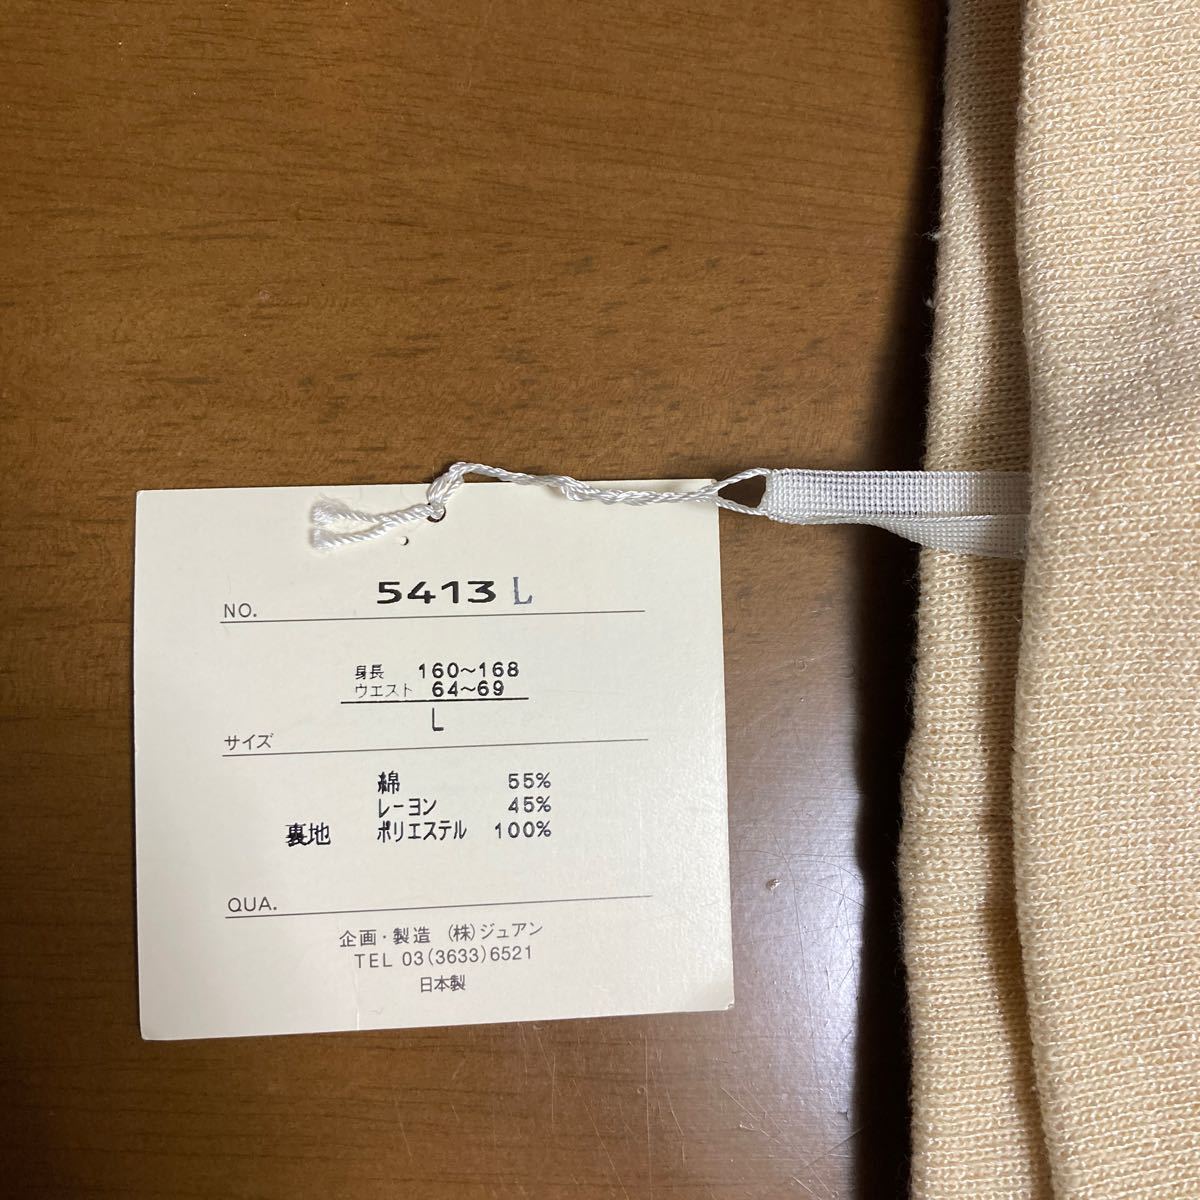 NO. 5413 L
身長 160~168
ウエスト 64~69
L
サイズ
綿 55%
レーヨン 45%
裏地 ポリエステル 100%
QUA.
企画・製造 (株)ジュアン
TEL 03(3633)6521
日本製